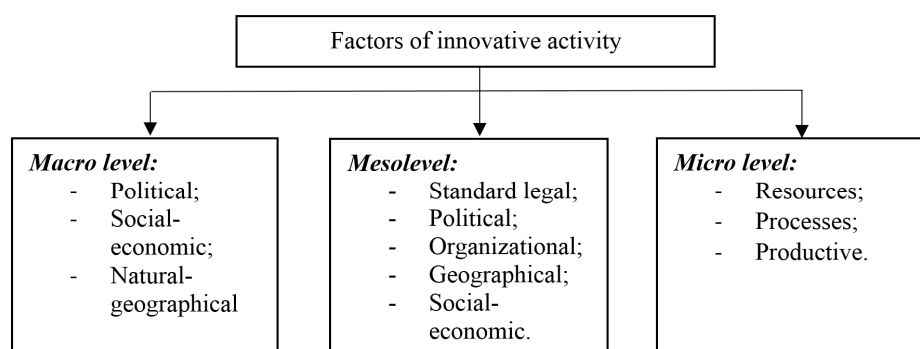 Factors of innovative activity
Macro level:
- Political;
- Social-
economic;
- Natural-
geographical
Mesolevel:
- Standard legal;
- Political;
- Organizational;
- Geographical;
- Social-
economic.
Micro level:
- Resources;
- Processes;
- Productive.